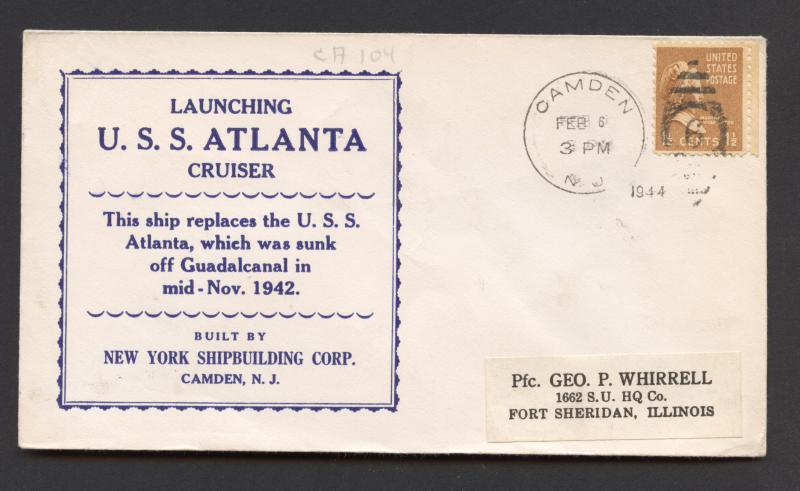 CA 104
LAUNCHING
U. S. S. ATLANTA
CRUISER
This ship replaces the U. S. S.
Atlanta, which was sunk
off Guadalcanal in
mid-Nov. 1942.
BUILT BY
NEW YORK SHIPBUILDING CORP.
CAMDEN, N. J.
CAMDEN
FEB 6
3 PM
N. J.
1944
UNITED
STATES
POSTAGE
CENTS 1½
Pfc. GEO. P. WHIRRELL
1662 S.U. HQ Co.
FORT SHERIDAN, ILLINOIS